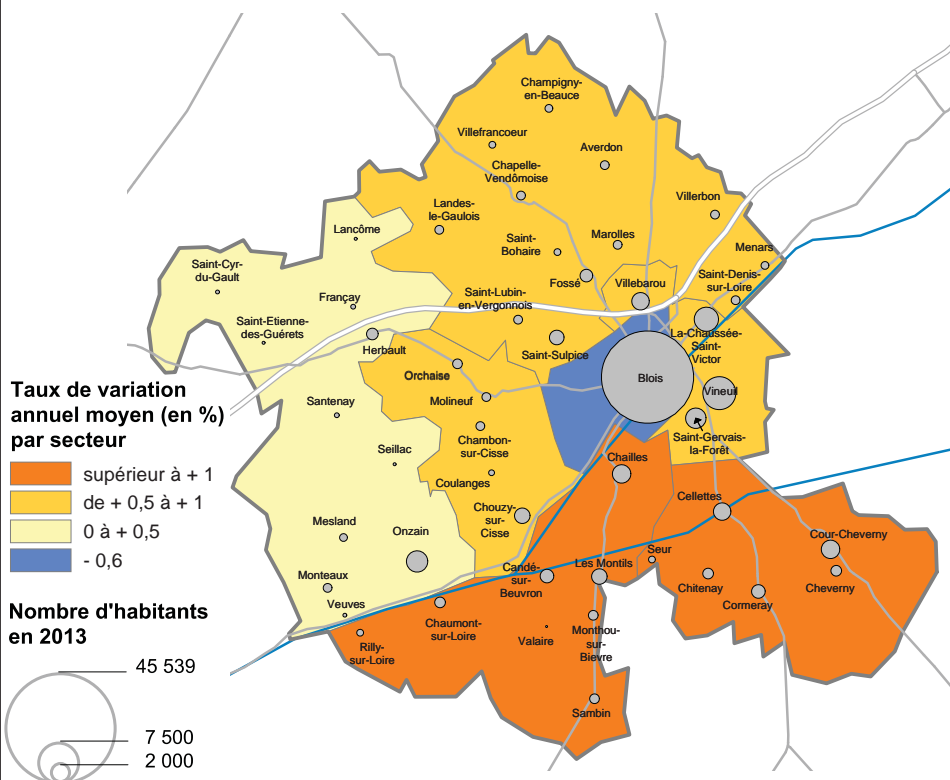 Champigny-
en-Beauce
Villefrancoeur
Averdon
Chapelle-
Vendômoise
Villerbon
Landes-
le-Gaulois
Lancôme
Marolles
Saint-
Bohaire
Menars
Saint-Cyr-
du-Gault
Fossé
Villebarou
Saint-Denis-
sur-Loire
Françay
Saint-Lubin-
en-Vergonnois
Saint-Etienne-
des-Guérets
La-Chaussée-
Saint-
Victor
Herbault
Saint-Sulpice
Orchaise
Blois
Vineuil
Molineuf
Santenay
Chambon-
sur-Cisse
Saint-Gervais-
la-Forêt
Seillac
Chailles
Coulanges
Cellettes
Chouzy-
sur-
Cisse
Mesland
Onzain
Cour-Cheverny
Seur
Candé-
sur-
Beuvron
Les Montils
Monteaux
Chitenay
Cheverny
Veuves
Cormeray
Chaumont-
sur-Loire
Valaire
Monthou-
sur-
Bievre
Rilly-
sur-Loire
Sambin
Taux de variation
annuel moyen (en %)
par secteur
supérieur à + 1
de + 0,5 à + 1
0 à + 0,5
- 0,6
Nombre d'habitants
en 2013
45 539
7 500
2 000